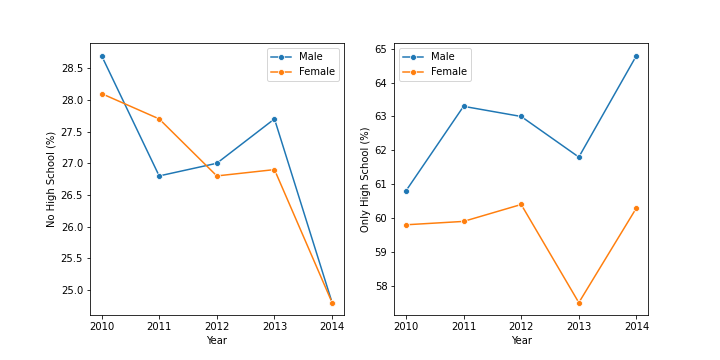 Male
Female
28.5
28.0
27.5
27.0
26.5
26.0
25.5
25.0
No High School (%)
2010 2011 2012 2013 2014
Year
Male
Female
65
64
63
62
61
60
59
58
Only High School (%)
2010 2011 2012 2013 2014
Year